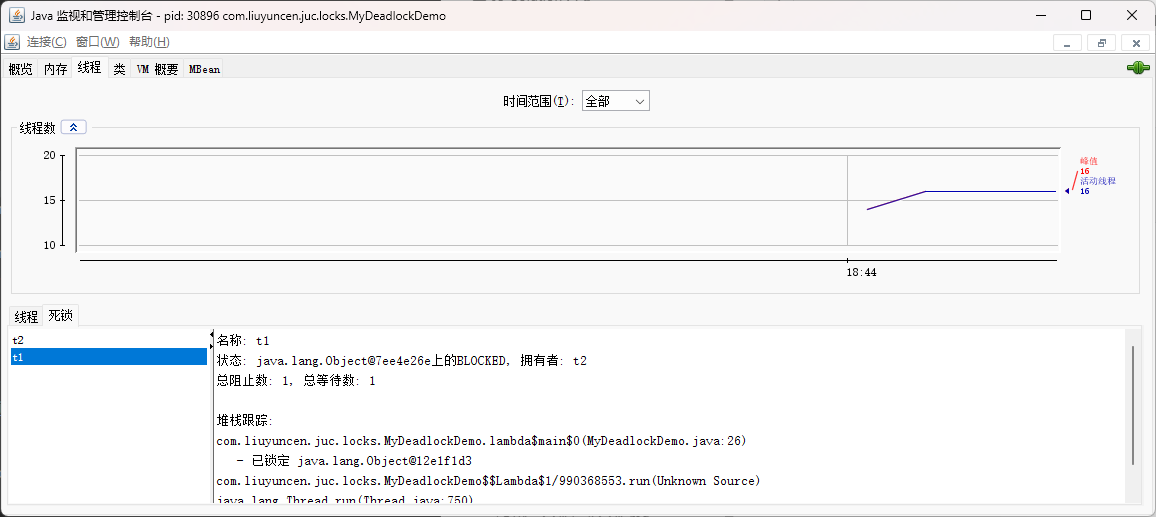 Java 监视和管理控制台 - pid: 30896 com.liuyuncen.juc.locks.MyDeadlockDemo
连接(C) 窗口(W) 帮助(H)
概览 内存 线程 类 VM 概要 MBean
时间范围(T): 全部
线程数
20
15
10
峰值
16
活动线程
16
18:44
线程 死锁
t2
t1
名称: t1
状态: java.lang.Object@7ee4e26e上的BLOCKED, 拥有者: t2
总阻止数: 1, 总等待数: 1
堆栈跟踪:
com.liuyuncen.juc.locks.MyDeadlockDemo.lambda$main$0(MyDeadlockDemo.java:26)
- 已锁定 java.lang.Object@12e1f1d3
com.liuyuncen.juc.locks.MyDeadlockDemo$$Lambda$1/990368553.run(Unknown Source)
java.lang.Thread.run(Thread.java:750)